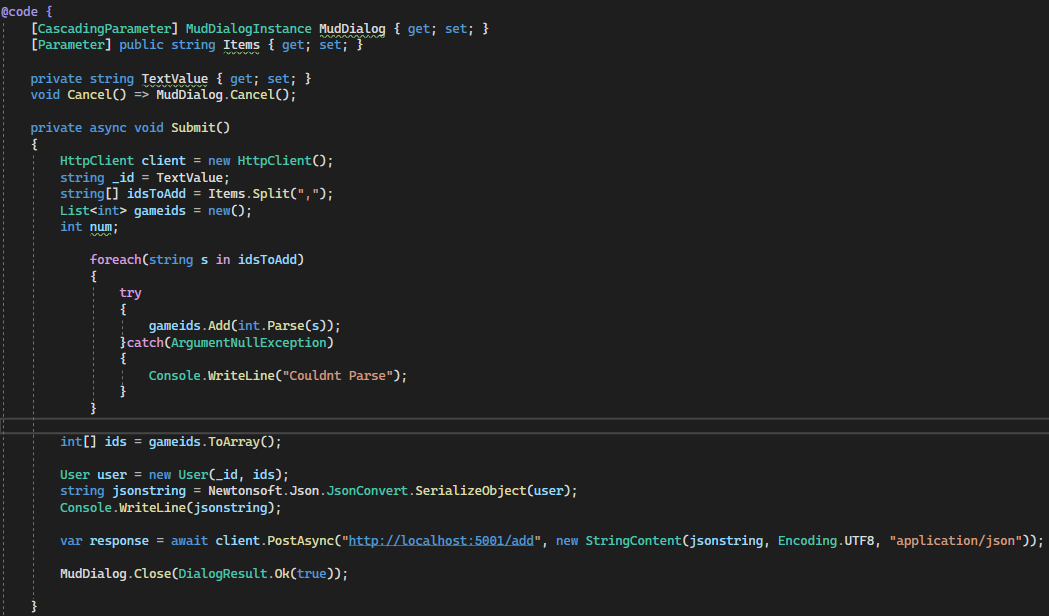 @code {
    [CascadingParameter] MudDialogInstance MudDialog { get; set; }
    [Parameter] public string Items { get; set; }

    private string TextValue { get; set; }
    void Cancel() => MudDialog.Cancel();

    private async void Submit()
    {
        HttpClient client = new HttpClient();
        string _id = TextValue;
        string[] idsToAdd = Items.Split(",");
        List<int> gameids = new();
        int num;

            foreach(string s in idsToAdd)
            {
                try
                {
                    gameids.Add(int.Parse(s));
                }catch(ArgumentNullException)
                {
                    Console.WriteLine("Couldnt Parse");
                }
            }

        int[] ids = gameids.ToArray();

        User user = new User(_id, ids);
        string jsonstring = Newtonsoft.Json.JsonConvert.SerializeObject(user);
        Console.WriteLine(jsonstring);

        var response = await client.PostAsync("http://localhost:5001/add", new StringContent(jsonstring, Encoding.UTF8, "application/json"));

        MudDialog.Close(DialogResult.Ok(true));

    }